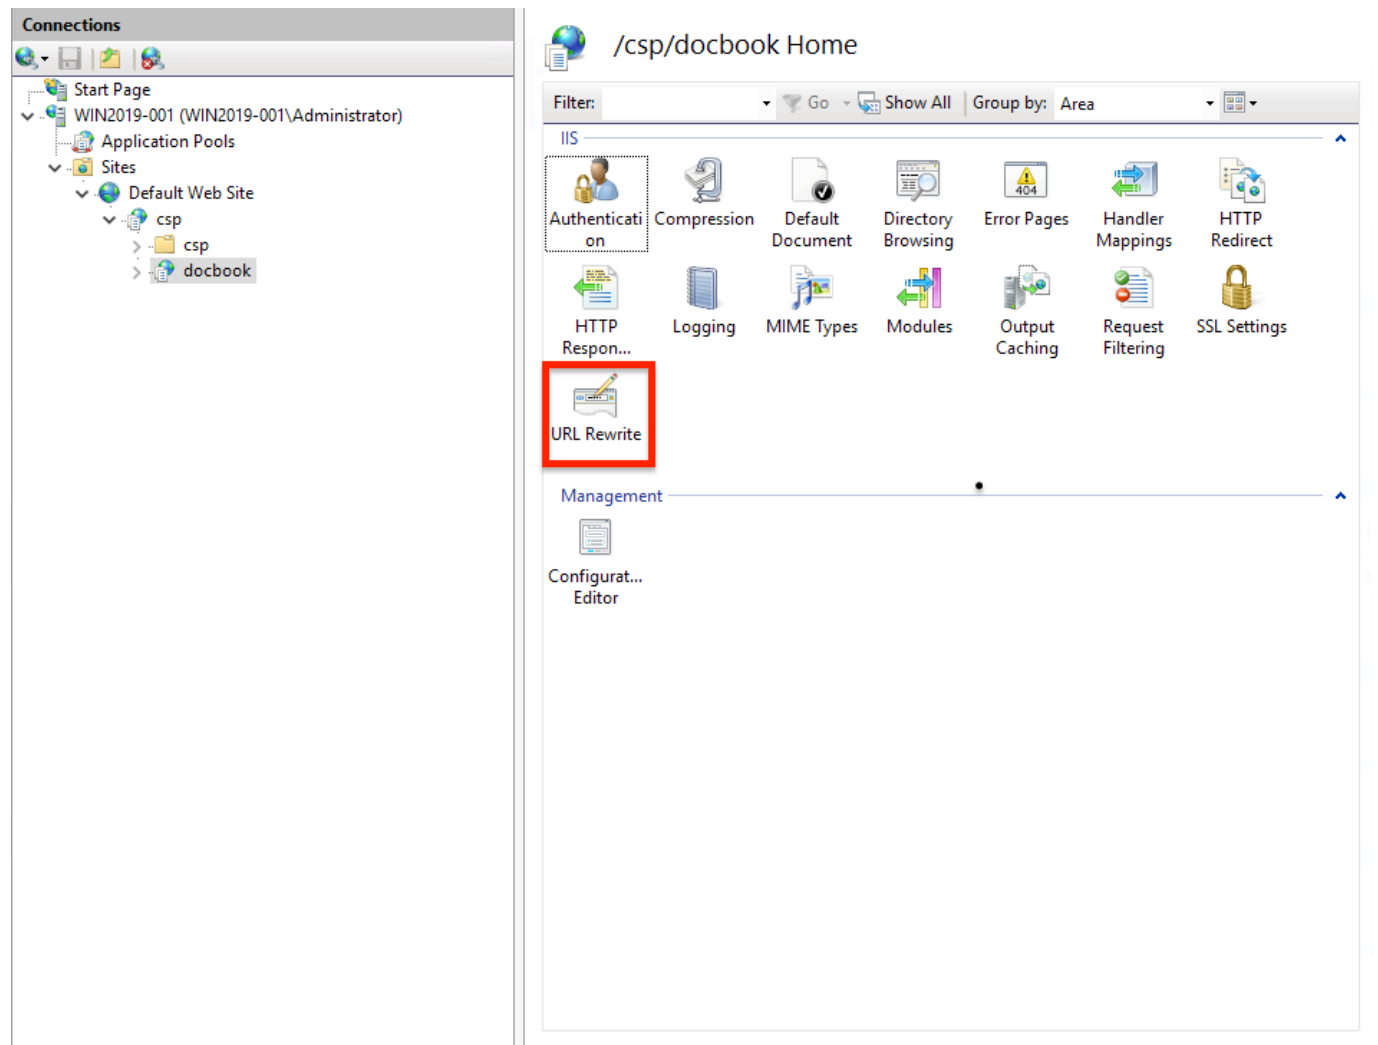 Connections
Start Page
WIN2019-001 (WIN2019-001\Administrator)
Application Pools
Sites
Default Web Site
csp
csp
docbook
/csp/docbook Home
Filter: Go Show All Group by: Area
IIS
Authenticati
on
Compression
Default
Document
Directory
Browsing
404
Error Pages
Handler
Mappings
HTTP
Redirect
HTTP
Respon...
Logging
MIME Types
Modules
Output
Caching
Request
Filtering
SSL Settings
URL Rewrite
Management
Configurat...
Editor